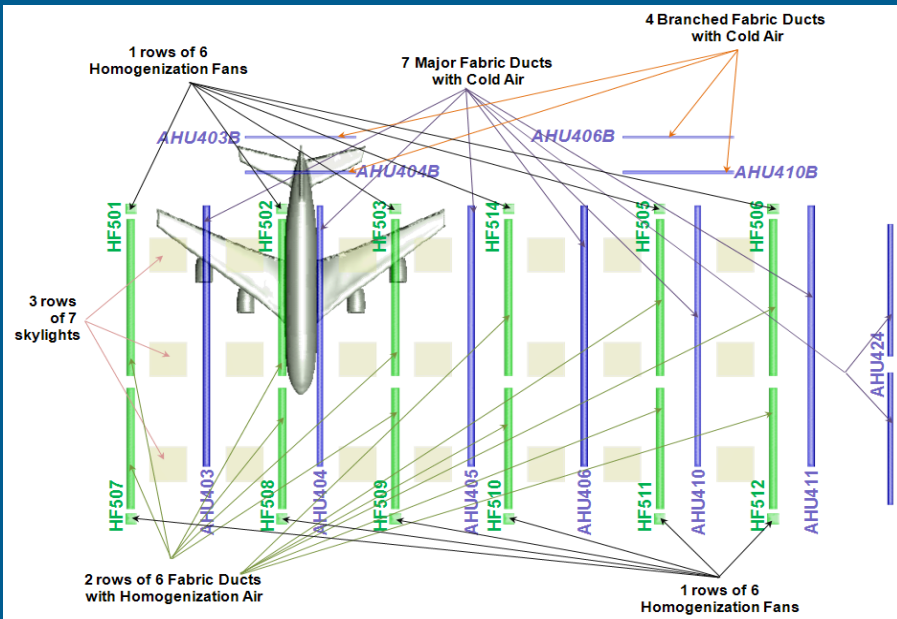 4 Branched Fabric Ducts
with Cold Air
1 rows of 6
Homogenization Fans
7 Major Fabric Ducts
with Cold Air
AHU403B
AHU406B
AHU404B
AHU410B
HF501
HF502
HF503
HF514
HF505
HF506
3 rows
of 7
skylights
AHU424
HF507
AHU403
HF508
AHU404
HF509
AHU405
HF510
AHU406
HF511
AHU410
HF512
AHU411
2 rows of 6 Fabric Ducts
with Homogenization Air
1 rows of 6
Homogenization Fans